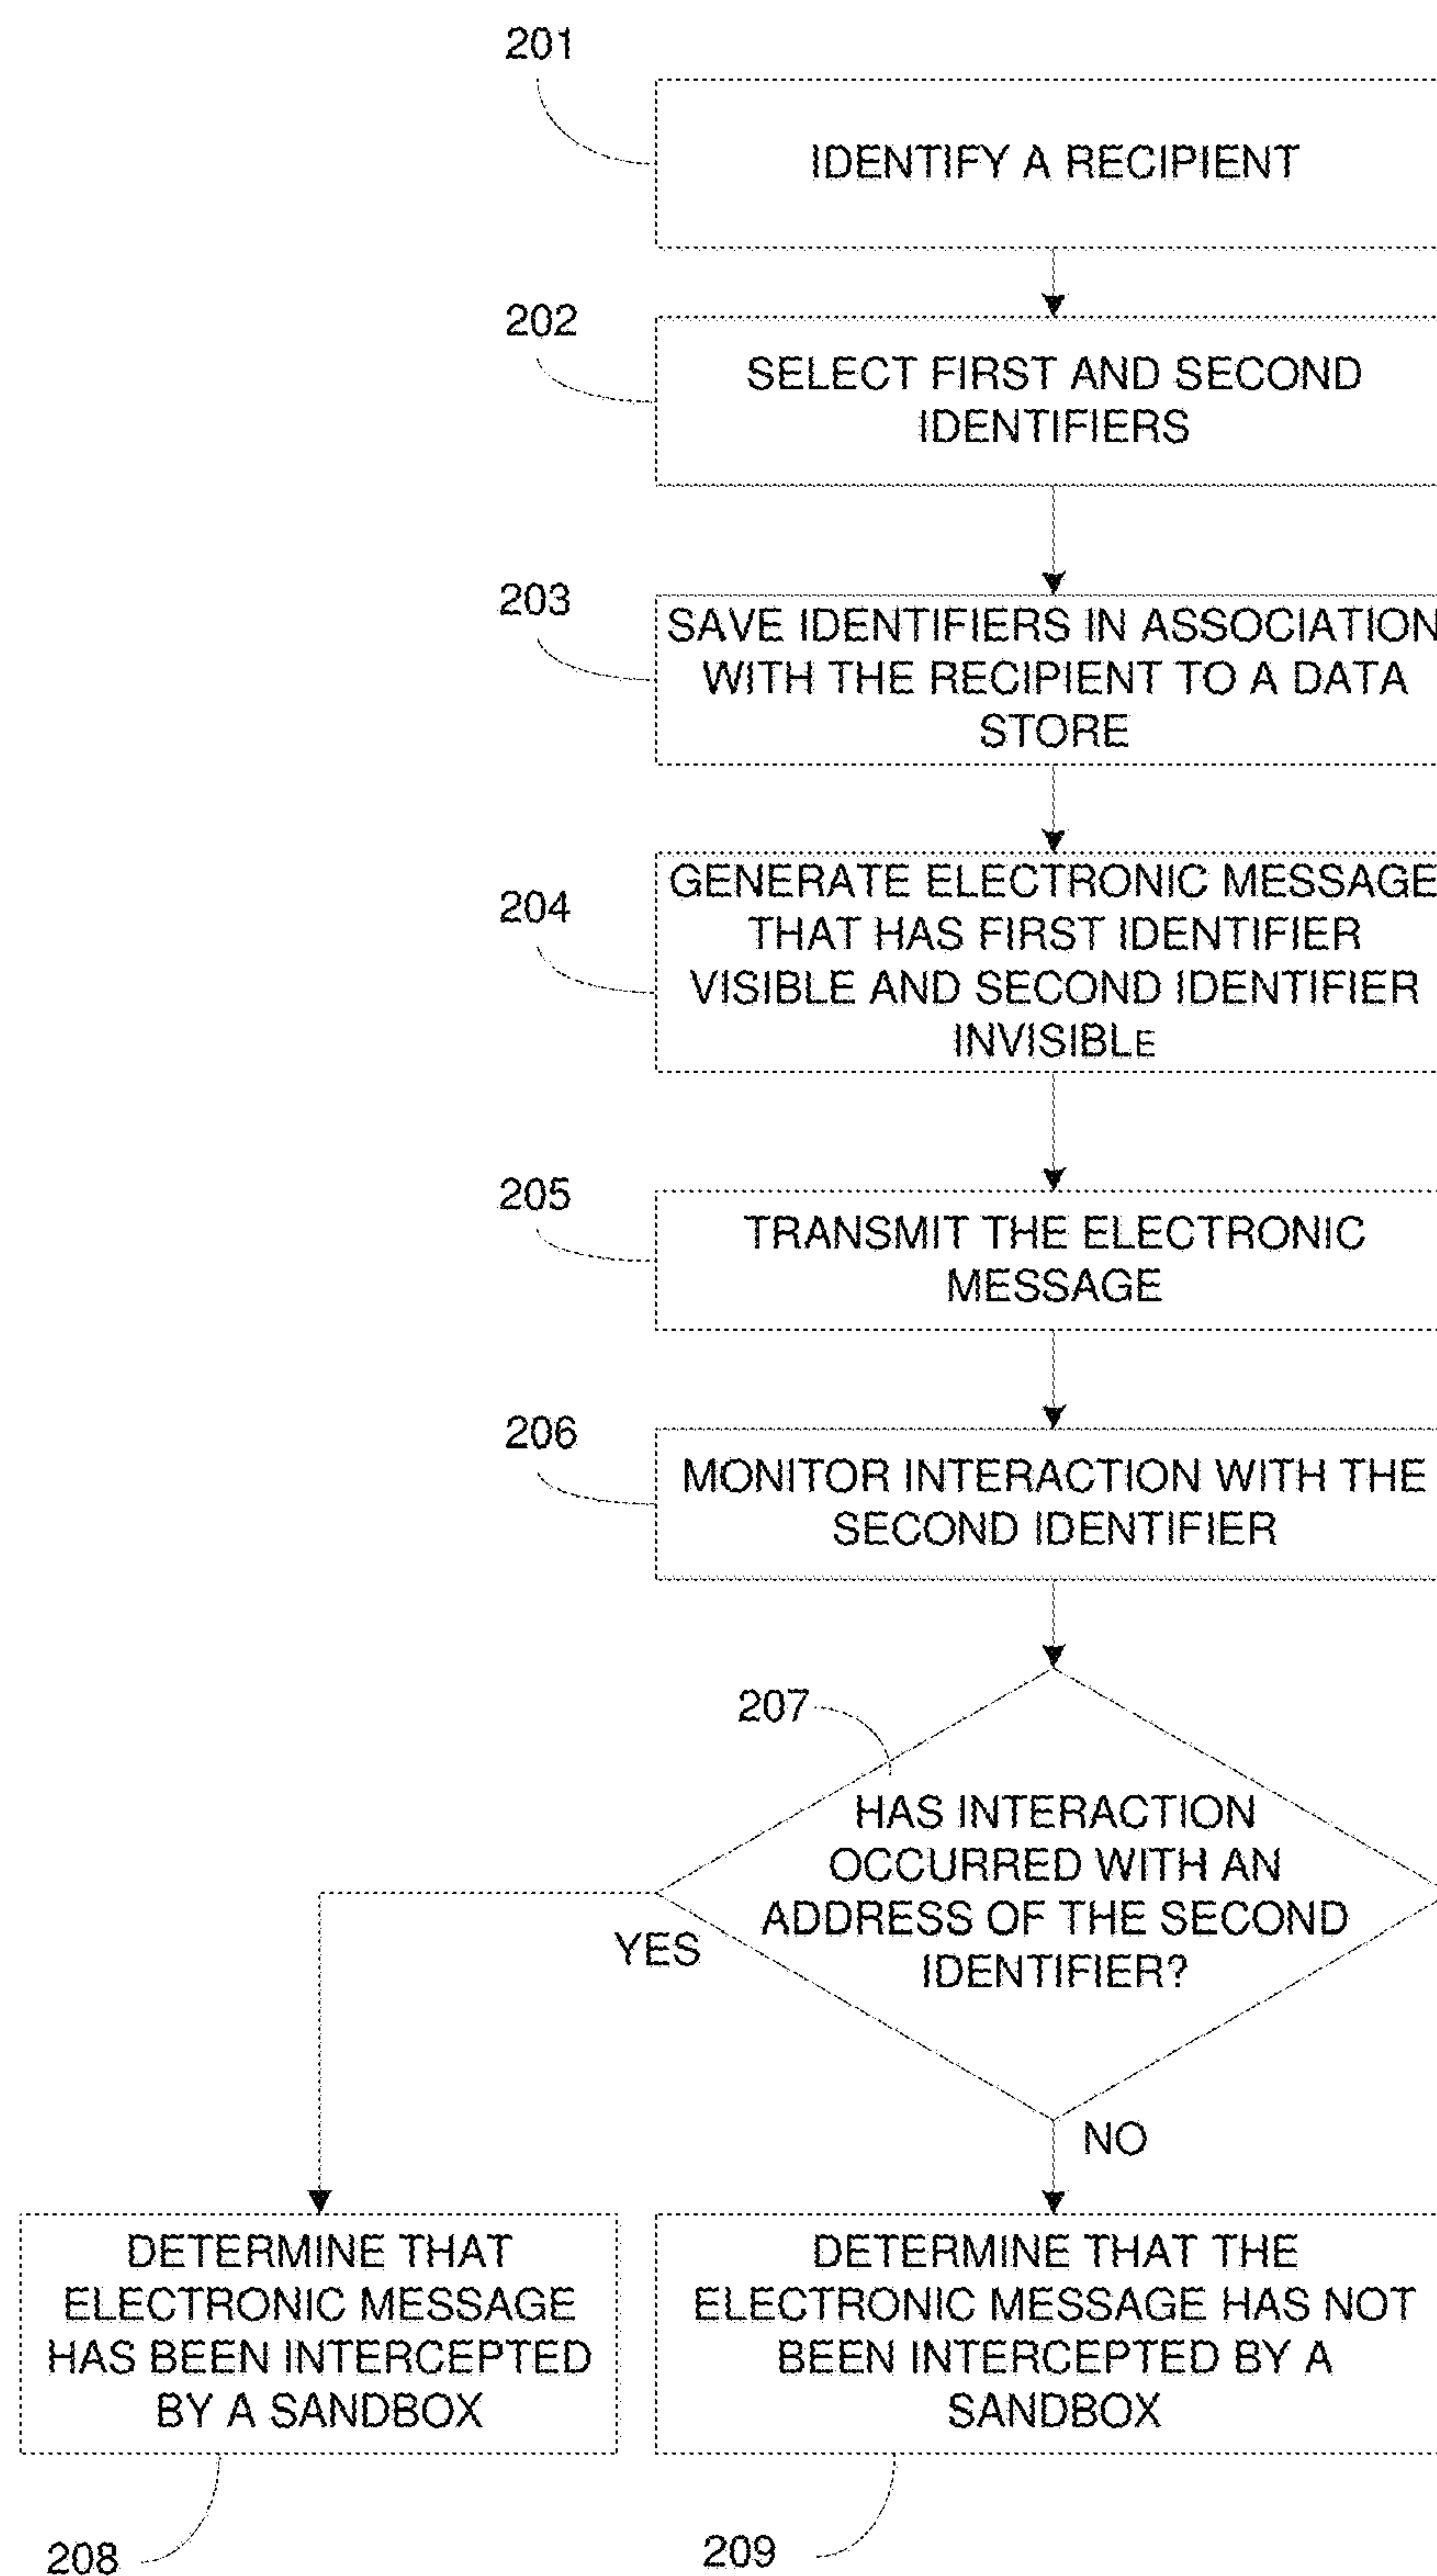 201
IDENTIFY A RECIPIENT
202
SELECT FIRST AND SECOND
IDENTIFIERS
203
SAVE IDENTIFIERS IN ASSOCIATION
WITH THE RECIPIENT TO A DATA
STORE
204
GENERATE ELECTRONIC MESSAGE
THAT HAS FIRST IDENTIFIER
VISIBLE AND SECOND IDENTIFIER
INVISIBLE
205
TRANSMIT THE ELECTRONIC
MESSAGE
206
MONITOR INTERACTION WITH THE
SECOND IDENTIFIER
207
HAS INTERACTION
OCCURRED WITH AN
ADDRESS OF THE SECOND
IDENTIFIER?
YES
NO
DETERMINE THAT
ELECTRONIC MESSAGE
HAS BEEN INTERCEPTED
BY A SANDBOX
208
DETERMINE THAT THE
ELECTRONIC MESSAGE HAS NOT
BEEN INTERCEPTED BY A
SANDBOX
209